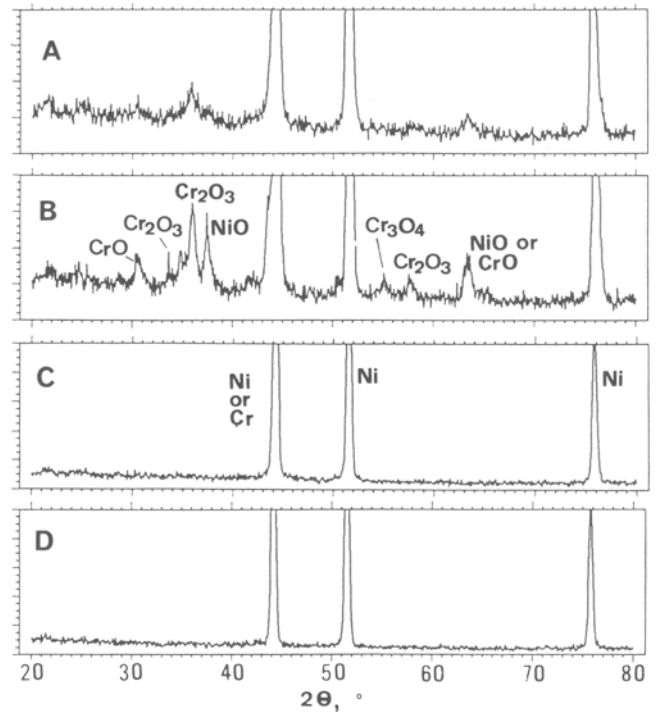 A
B
CrO
Cr₂O₃
Cr₂O₃
NiO
Cr₃O₄
Cr₂O₃
NiO or
CrO
C
Ni
or
Cr
Ni
Ni
D
20 30 40 50 60 70 80
2Θ, °